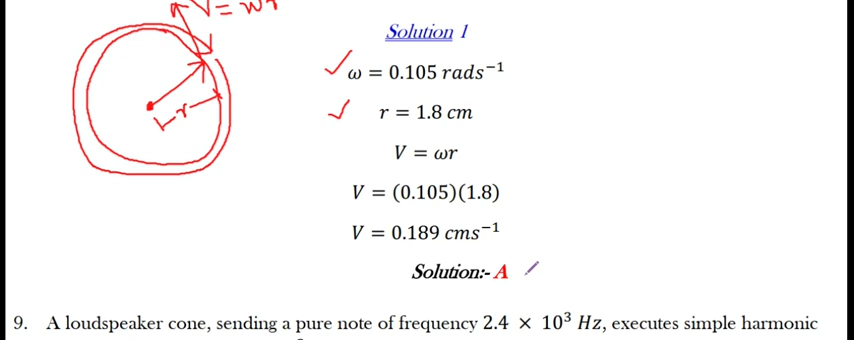 V = wr
Solution 1
ω = 0.105 rads⁻¹
r = 1.8 cm
r
V = ωr
V = (0.105)(1.8)
V = 0.189 cms⁻¹
Solution:- A
9. A loudspeaker cone, sending a pure note of frequency 2.4 × 10³ Hz, executes simple harmonic